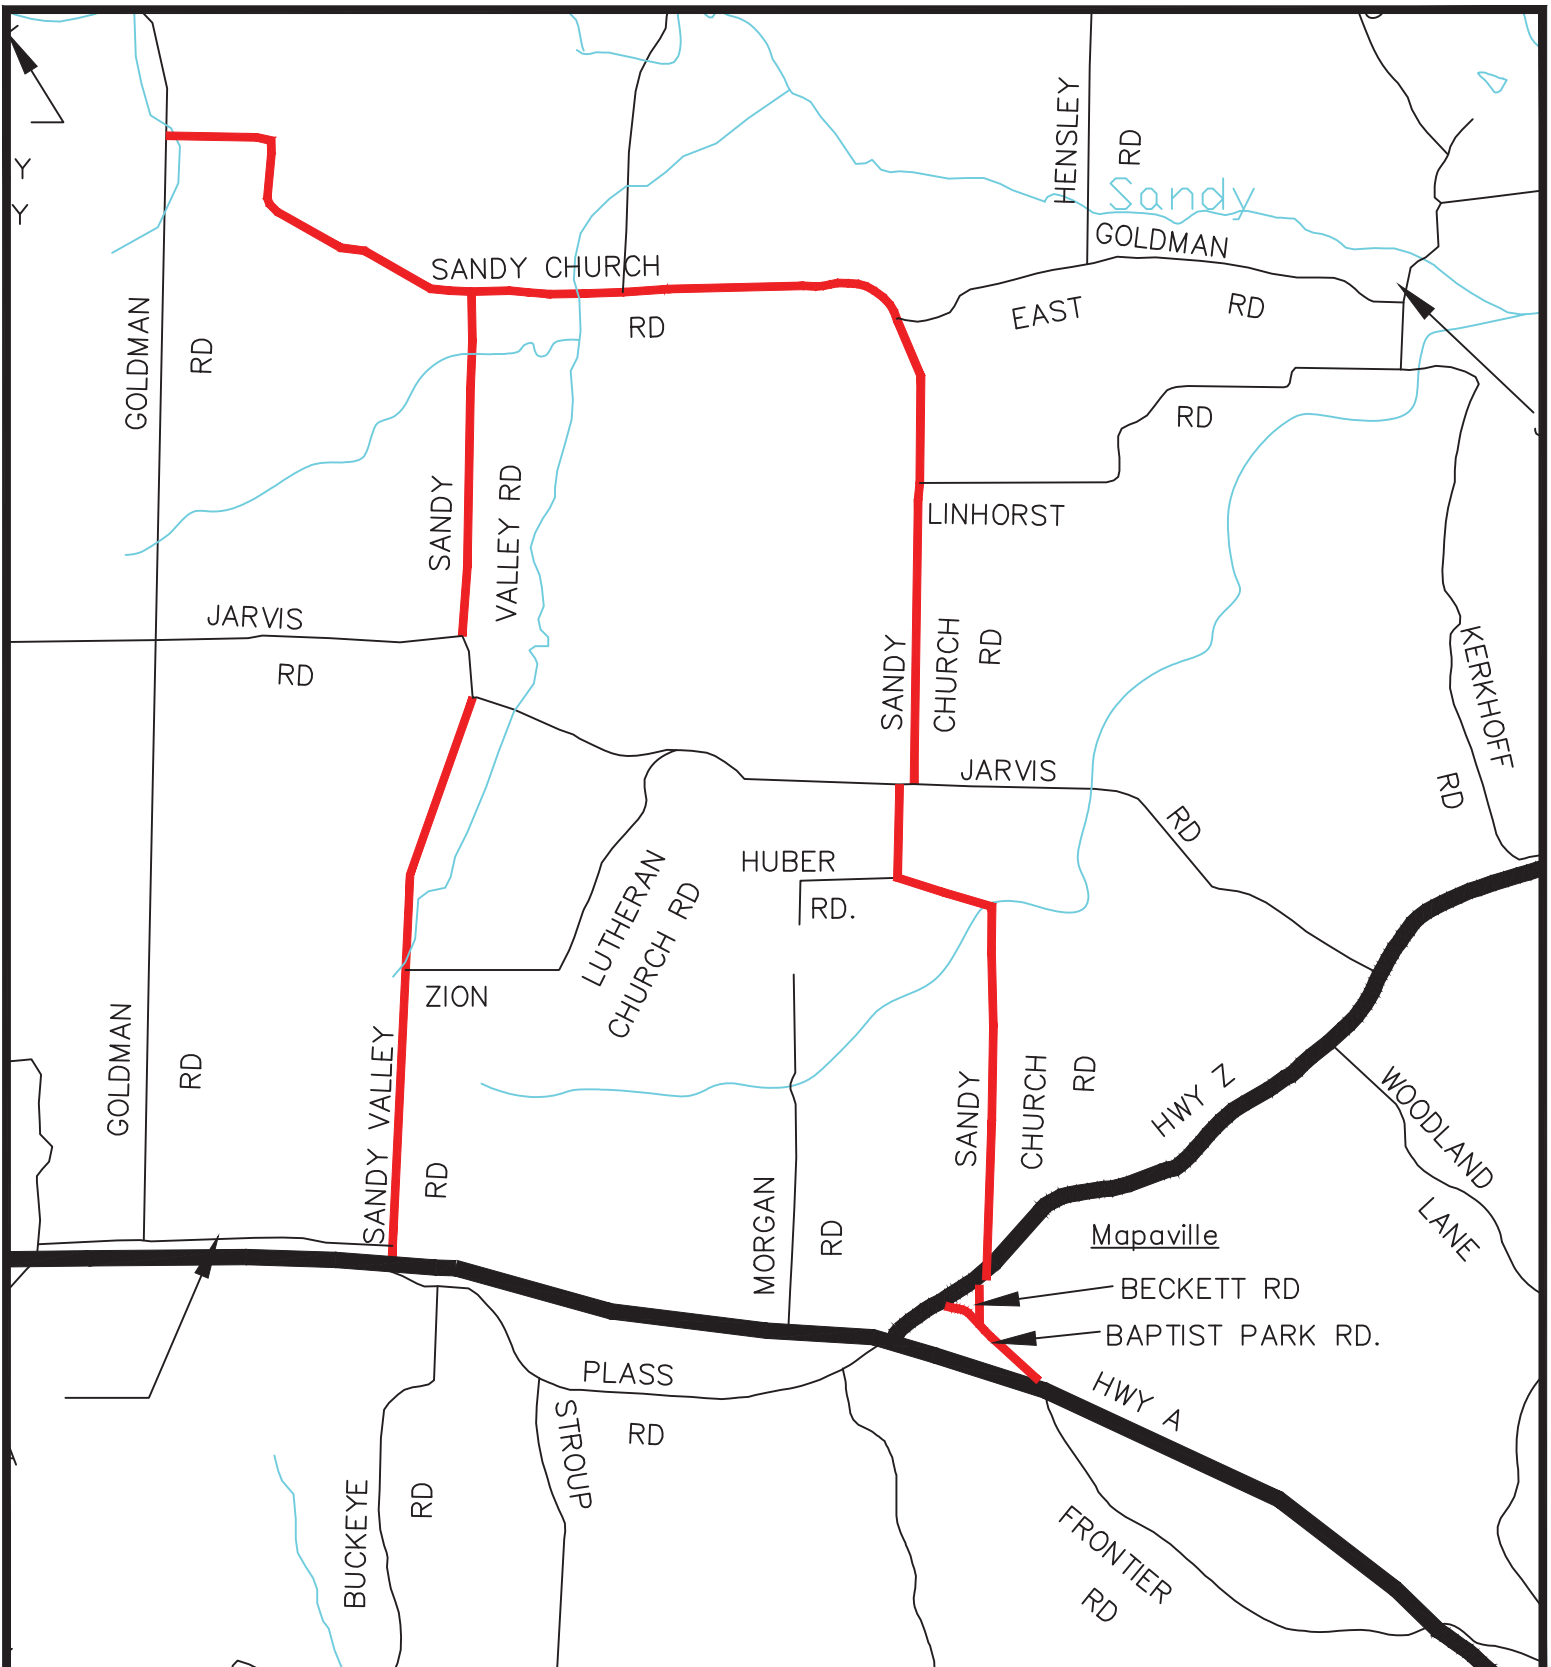 Y
Y
HENSLEY
RD
Sandy
GOLDMAN
EAST
RD
SANDY CHURCH
RD
GOLDMAN
RD
RD
LINHORST
SANDY
VALLEY RD
JARVIS
RD
SANDY
CHURCH
RD
KERKHOFF
RD
JARVIS
RD
HUBER
RD.
LUTHERAN
CHURCH RD
ZION
GOLDMAN
RD
SANDY VALLEY
RD
MORGAN
RD
SANDY
CHURCH
RD
HWY Z
WOODLAND
LANE
Mapaville
BECKETT RD
BAPTIST PARK RD.
HWY A
PLASS
RD
STROUP
BUCKEYE
RD
FRONTIER
RD